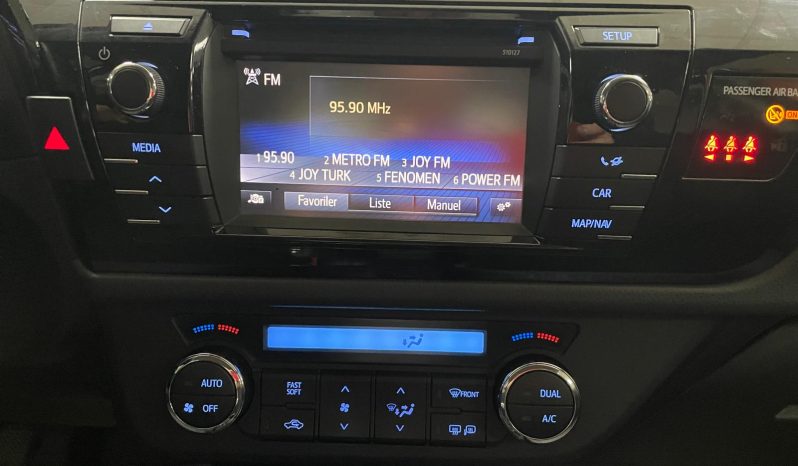 SETUP
510127
PASSENGER AIR BA
ON
FM
95.90 MHz
MEDIA
1 95.90 2 METRO FM 3 JOY FM
4 JOY TURK 5 FENOMEN 6 POWER FM
Favoriler Liste Manuel
CAR
MAP/NAV
AUTO
OFF
FAST
SOFT
FRONT
DUAL
A/C